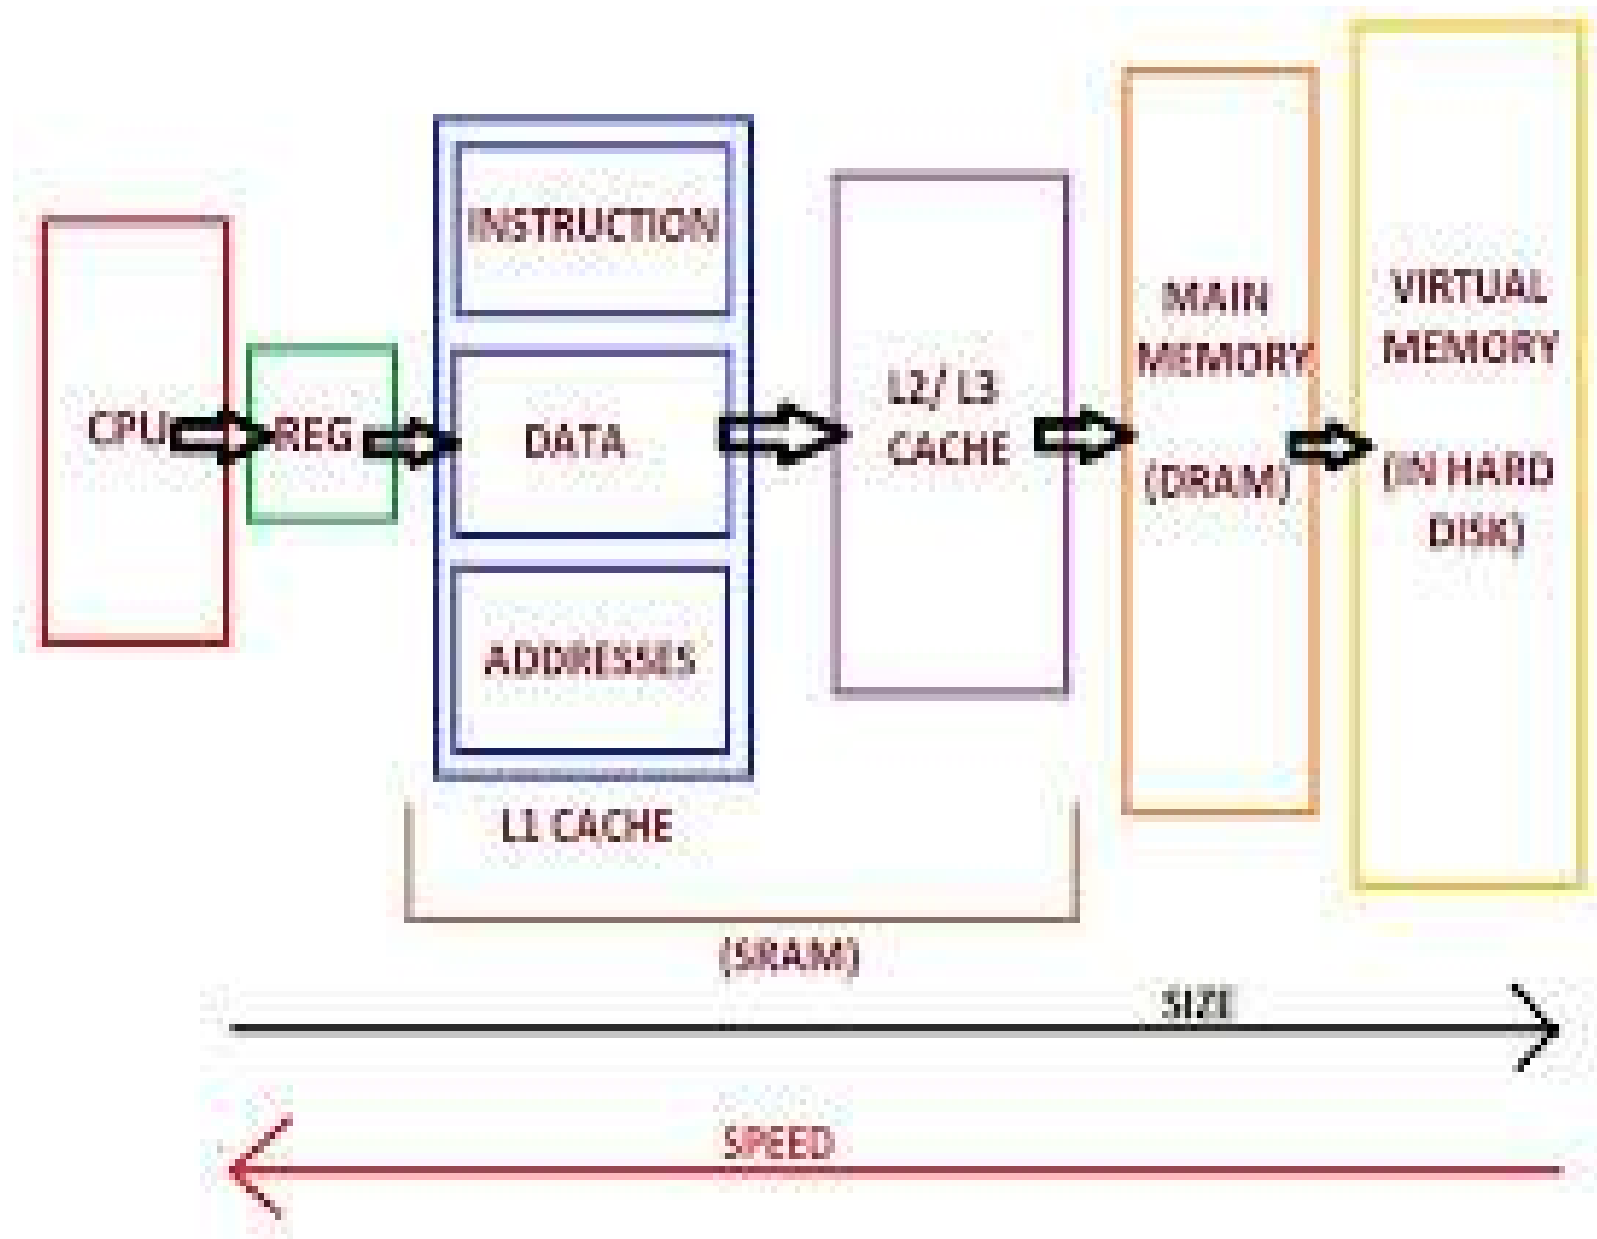 CPU
REG
INSTRUCTION
DATA
ADDRESSES
L1 CACHE
L2/ L3
CACHE
(SRAM)
MAIN
MEMORY
(DRAM)
VIRTUAL
MEMORY
(IN HARD
DISK)
SIZE
SPEED